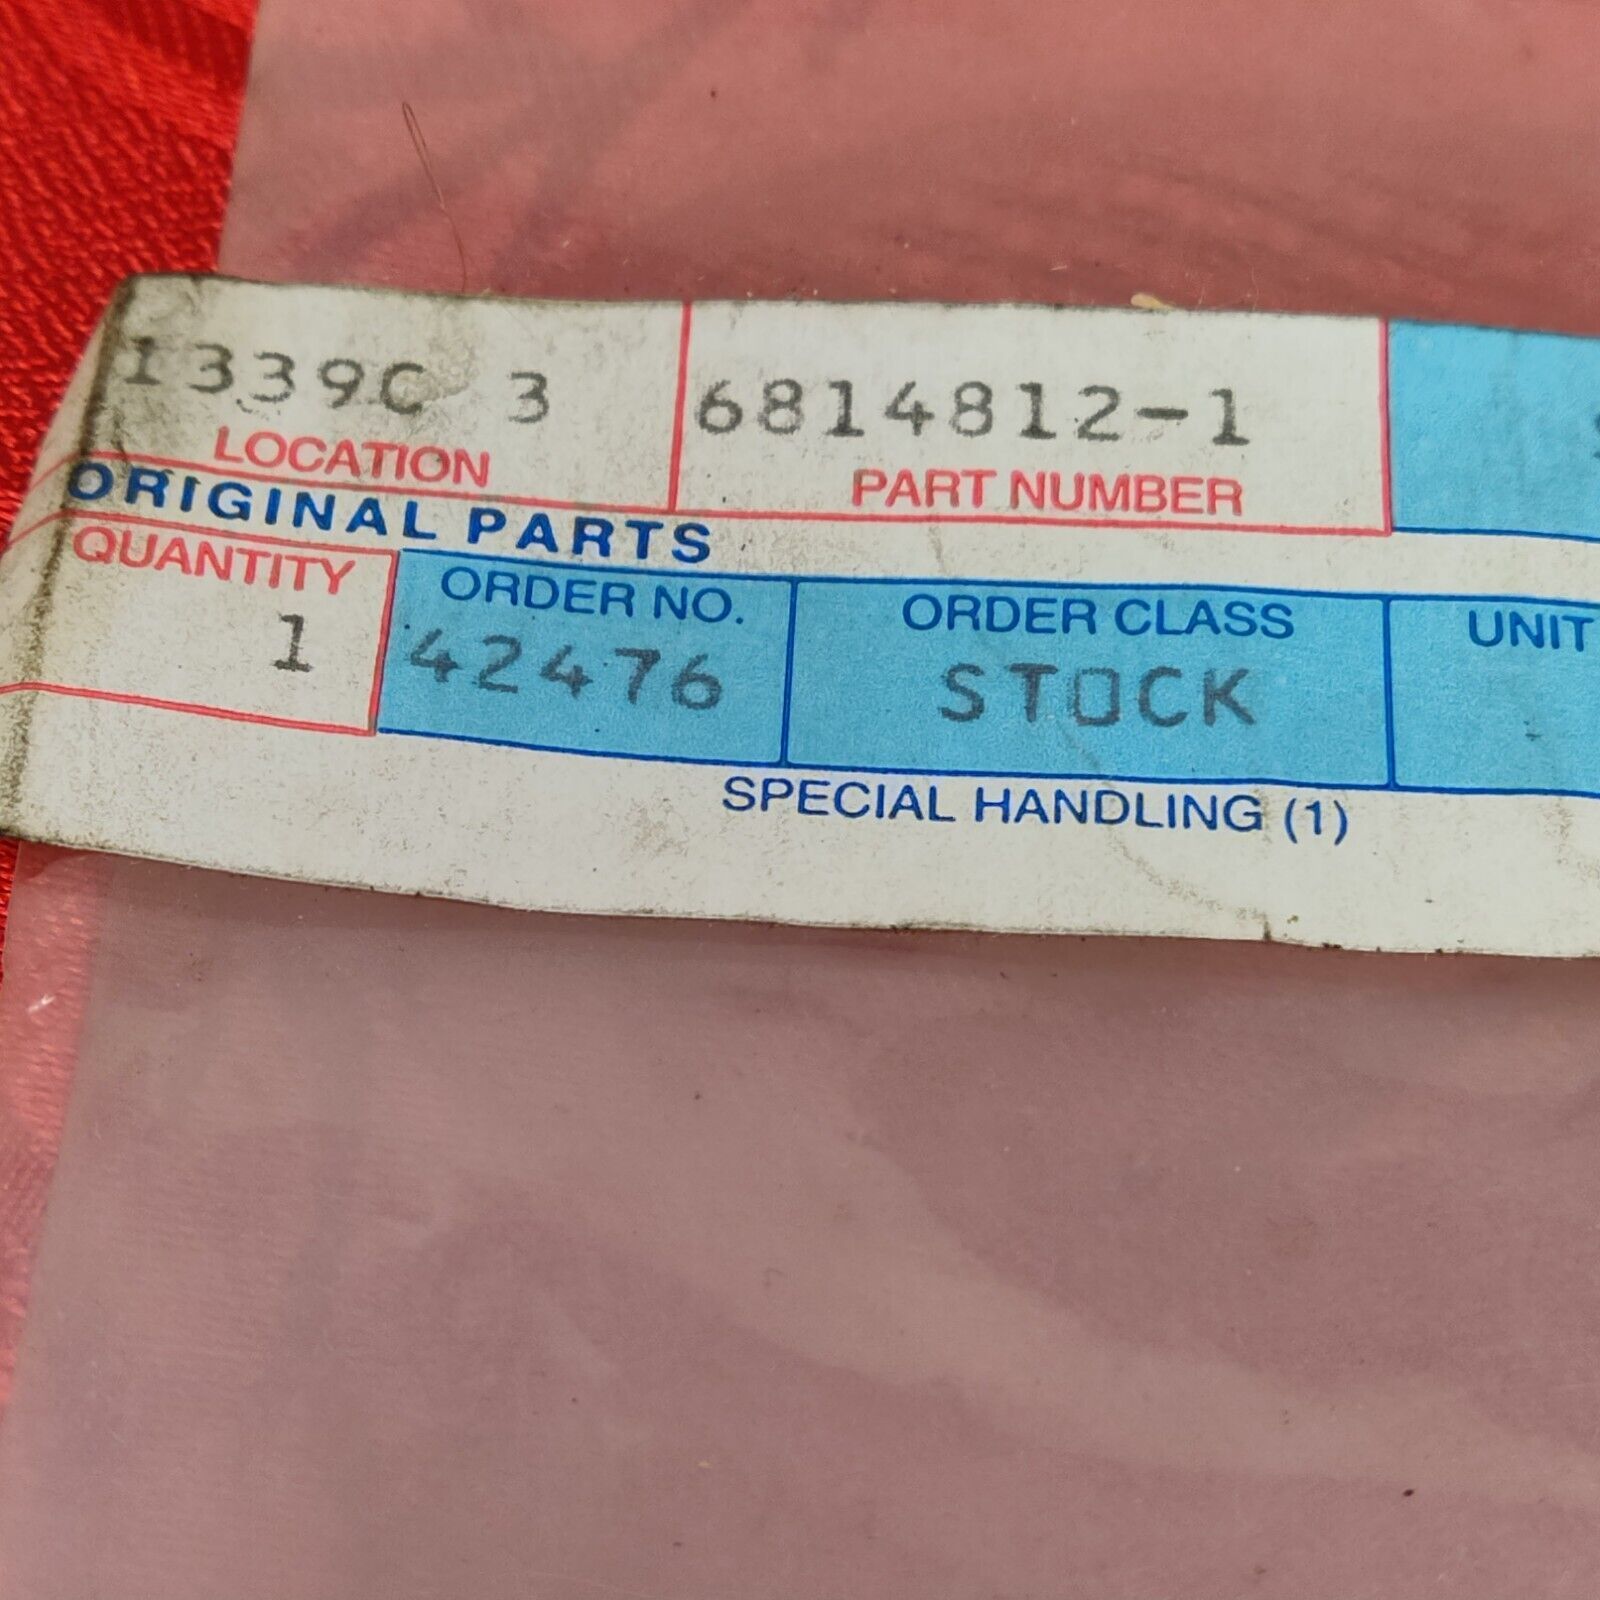 1339C 3 6814812-1
LOCATION PART NUMBER
ORIGINAL PARTS
QUANTITY ORDER NO. ORDER CLASS UNIT
1 42476 STOCK
SPECIAL HANDLING (1)